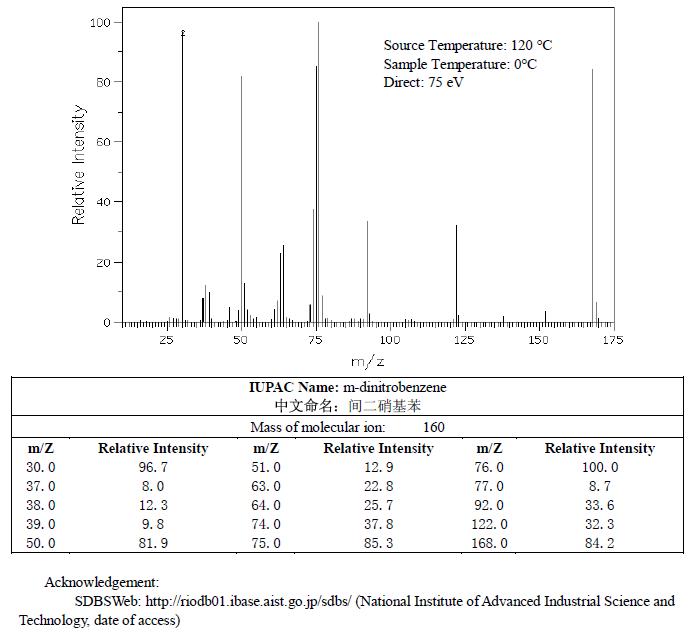 100
80
60
40
20
0
Relative Intensity
2
Source Temperature: 120 °C
Sample Temperature: 0°C
Direct: 75 eV
25 50 75 100 125 150 175
m/z
IUPAC Name: m-dinitrobenzene
中文命名：间二硝基苯
Mass of molecular ion: 160
m/Z Relative Intensity m/Z Relative Intensity m/Z Relative Intensity
30.0 96.7 51.0 12.9 76.0 100.0
37.0 8.0 63.0 22.8 77.0 8.7
38.0 12.3 64.0 25.7 92.0 33.6
39.0 9.8 74.0 37.8 122.0 32.3
50.0 81.9 75.0 85.3 168.0 84.2
Acknowledgement:
SDBSWeb: http://riodb01.ibase.aist.go.jp/sdbs/ (National Institute of Advanced Industrial Science and
Technology, date of access)